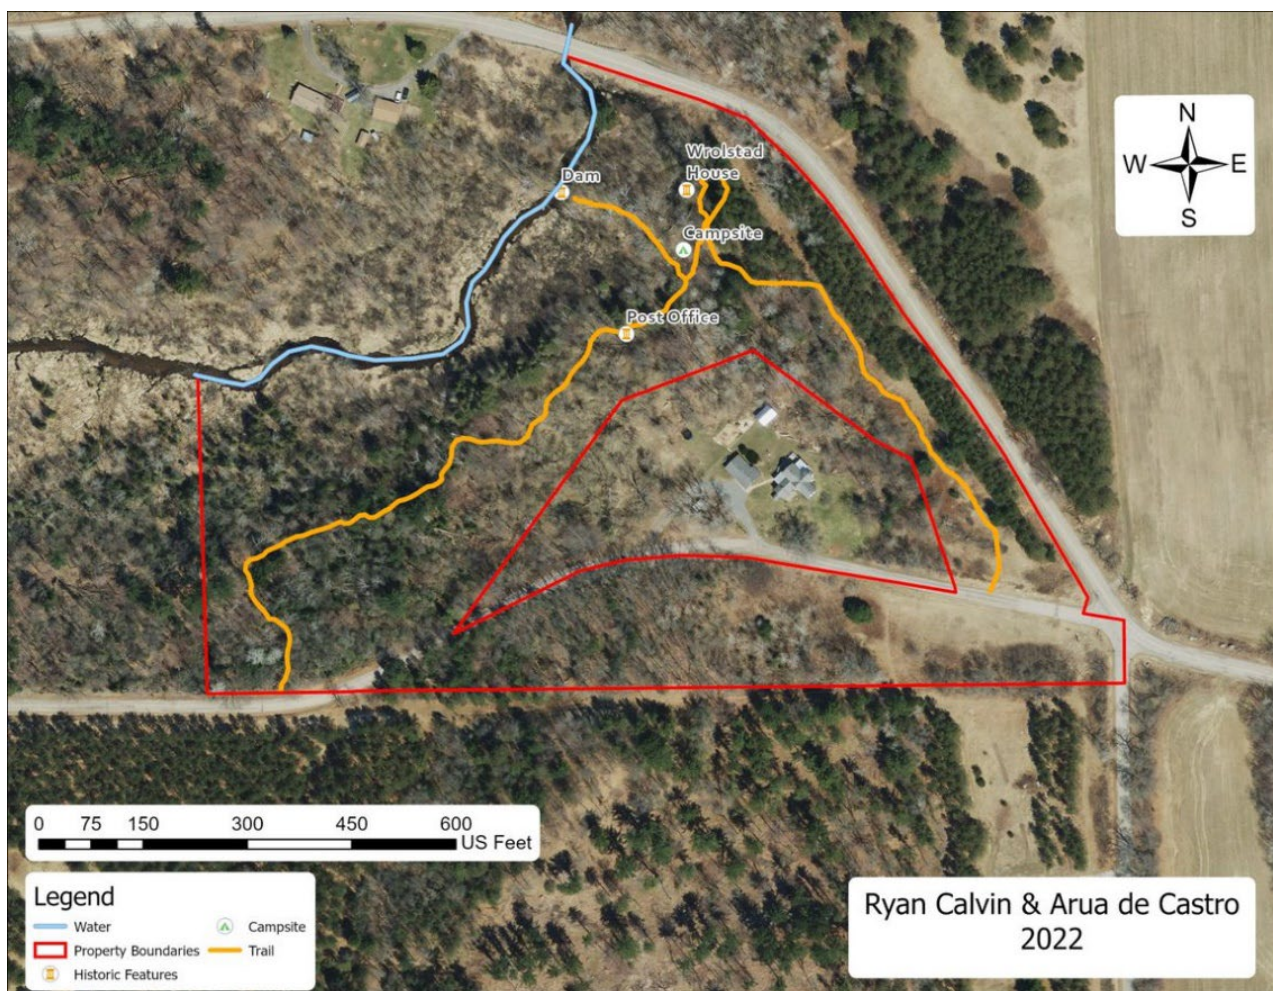 Wrolstad
House
Dam
Campsite
Post Office
N
W E
S
0 75 150 300 450 600
US Feet
Legend
Water
Campsite
Property Boundaries
Trail
Historic Features
Ryan Calvin & Arua de Castro
2022